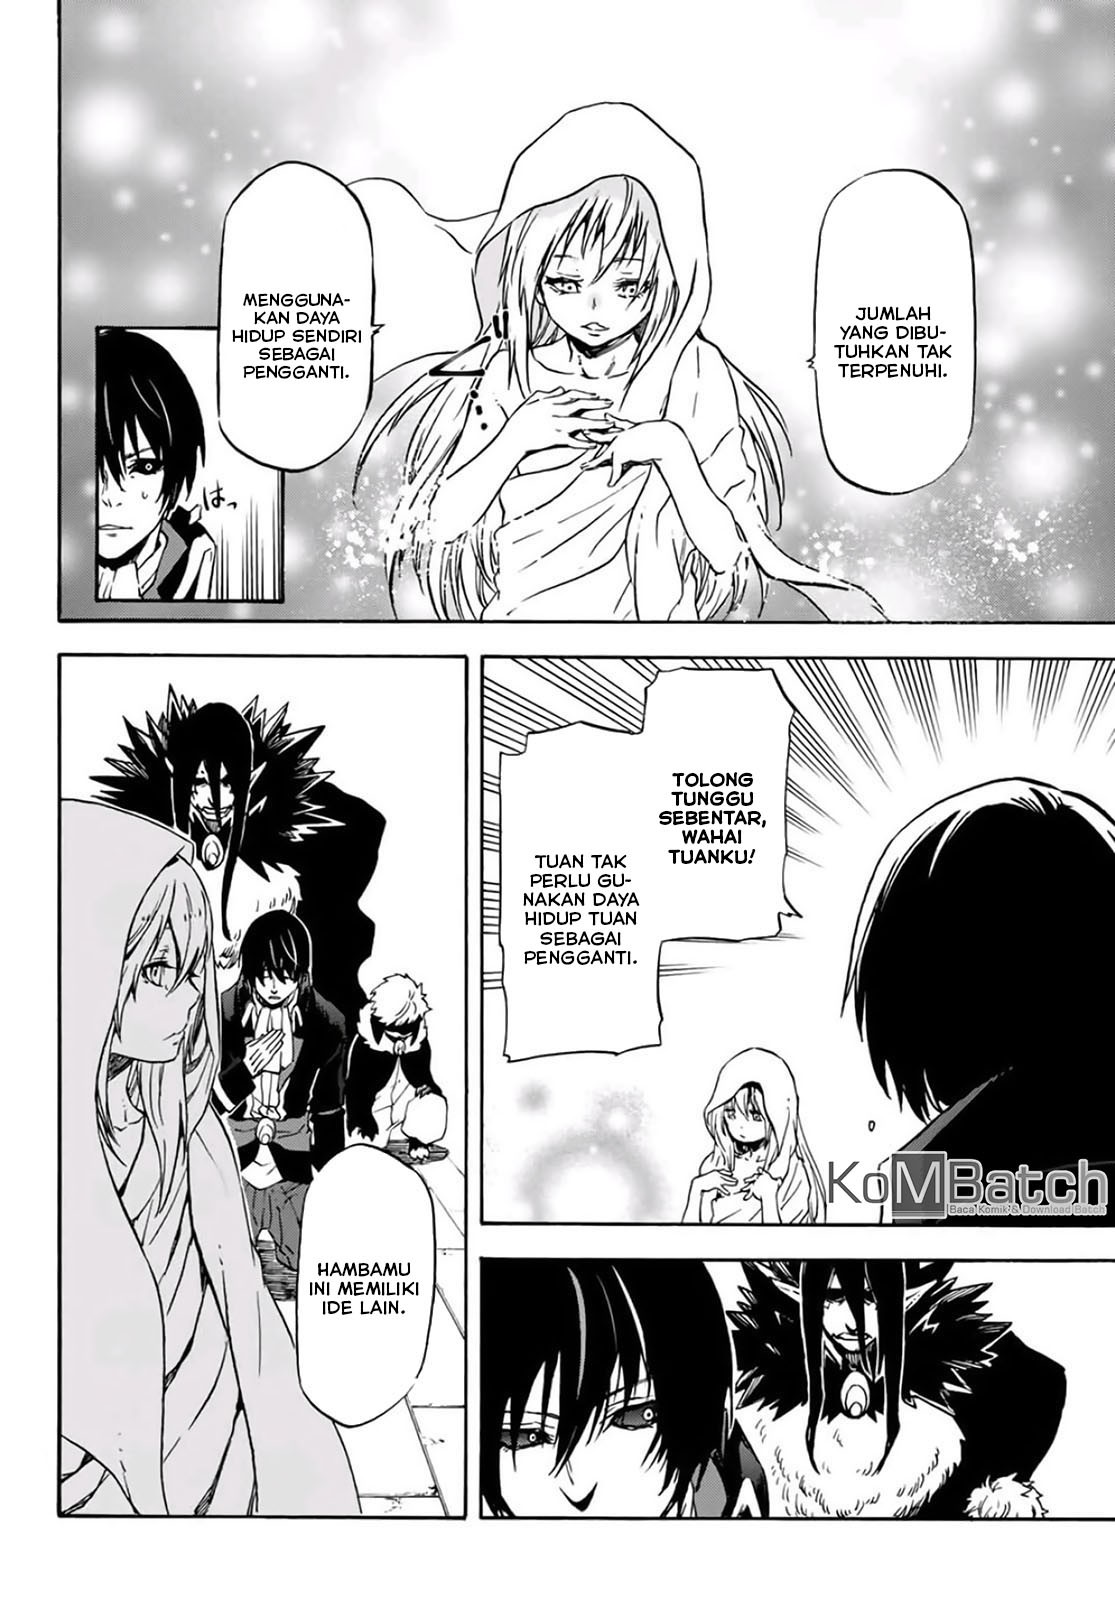 JUMLAH
YANG DIBU-
TUHKAN TAK
TERPENUHI.
MENGGUNA-
KAN DAYA
HIDUP SENDIRI
SEBAGAI
PENGGANTI.
はっ
TOLONG
TUNGGU
SEBENTAR,
WAHAI
TUANKU!
TUAN TAK
PERLU GU-
NAKAN DAYA
HIDUP TUAN
SEBAGAI
PENGGANTI.
KoMBatch
Baca Komik & Download Batch
HAMBAMU
INI MEMILIKI
IDE LAIN.